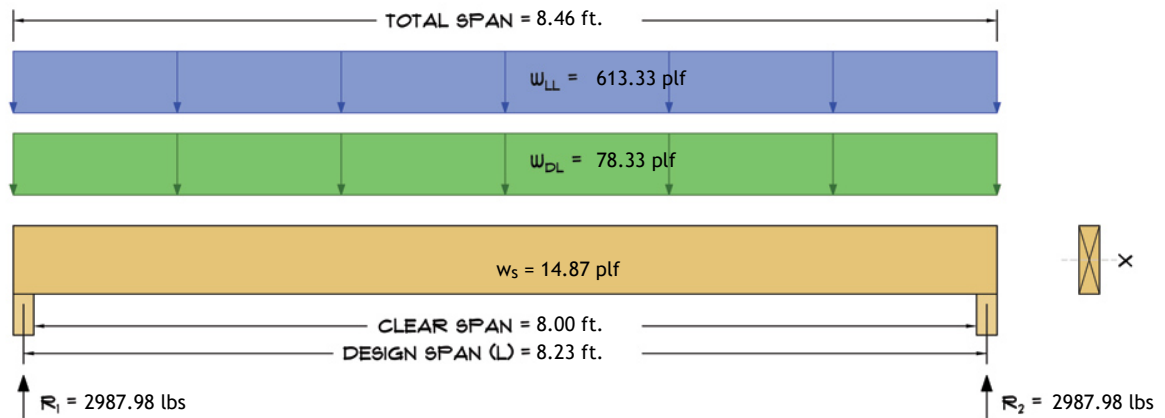 TOTAL SPAN = 8.46 ft.
WLL = 613.33 plf
WDL = 78.33 plf
ws = 14.87 plf
X
CLEAR SPAN = 8.00 ft.
DESIGN SPAN (L) = 8.23 ft.
R1 = 2987.98 lbs
R2 = 2987.98 lbs